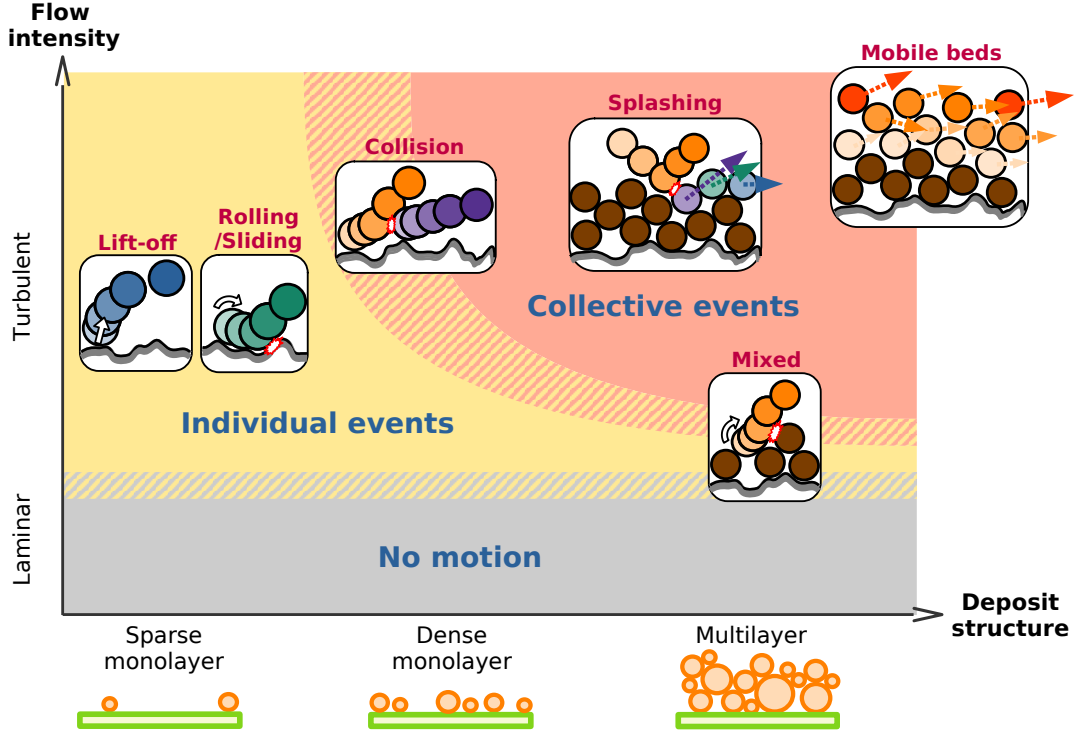 Flow
intensity
Mobile beds
Splashing
Collision
Rolling
/Sliding
Lift-off
Turbulent
Collective events
Mixed
Individual events
Laminar
No motion
Deposit
structure
Sparse
monolayer
Dense
monolayer
Multilayer